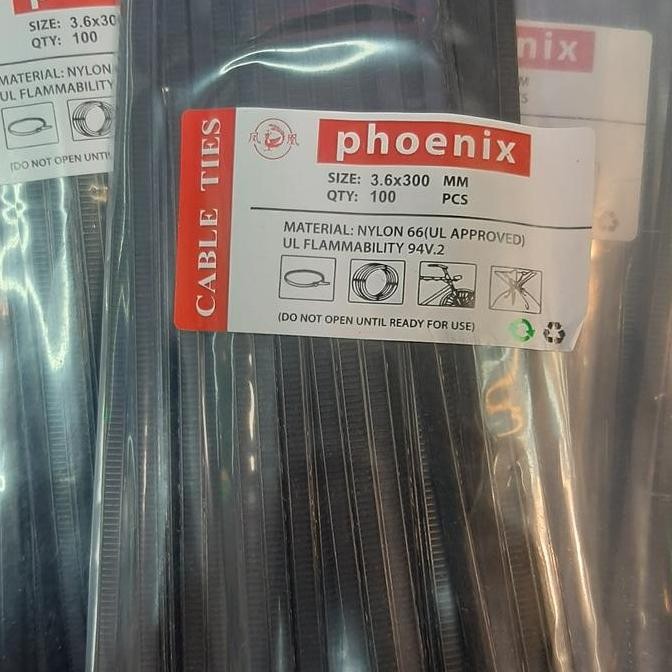 SIZE: 3.6x30
QTY: 100
MATERIAL: NYLON
UL FLAMMABILITY
(DO NOT OPEN UNTIL
CABLE TIES
凤 凰
phoenix
SIZE: 3.6x300 MM
QTY: 100 PCS
MATERIAL: NYLON 66(UL APPROVED)
UL FLAMMABILITY 94V.2
(DO NOT OPEN UNTIL READY FOR USE)
nix